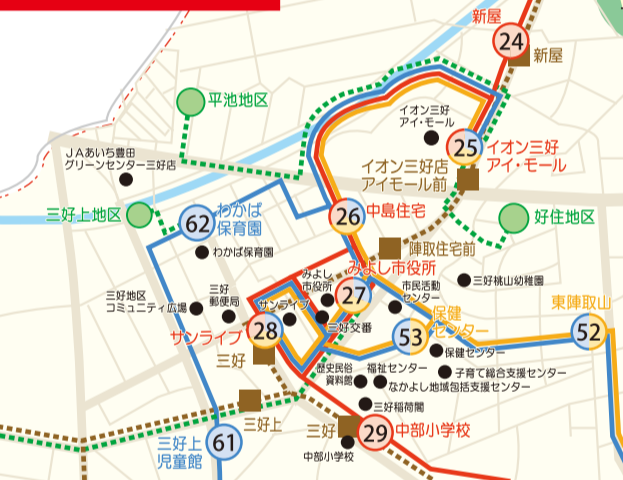 新屋
24
新屋
平池地区
イオン三好
アイ・モール
25
イオン三好
アイ・モール
JAあいち豊田
グリーンセンター三好店
イオン三好店
アイモール前
三好上地区
62
わかば
保育園
26
中島住宅
好住地区
わかば保育園
陣取住宅前
みよし市役所
みよし
市役所
三好桃山幼稚園
三好地区
コミュニティ広場
三好
郵便局
サンライブ
27
市民活動
センター
東陣取山
サンライブ
28
三好交番
保健
センター
53
52
三好
保健センター
歴史民俗
資料館
福祉センター
子育て総合支援センター
なかよし地域包括支援センター
三好上
三好稲荷閣
三好
29
中部小学校
三好上
児童館
61
中部小学校